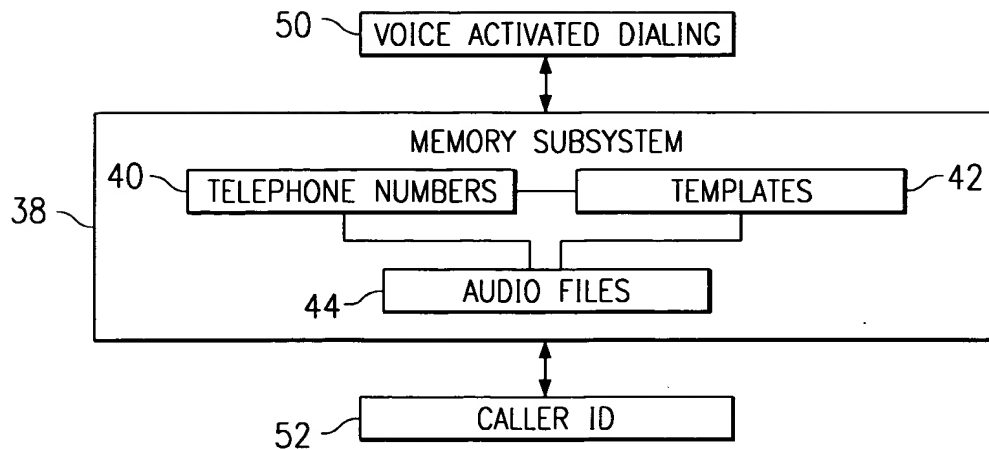 50
VOICE ACTIVATED DIALING
MEMORY SUBSYSTEM
40
TELEPHONE NUMBERS
TEMPLATES
42
38
44
AUDIO FILES
52
CALLER ID